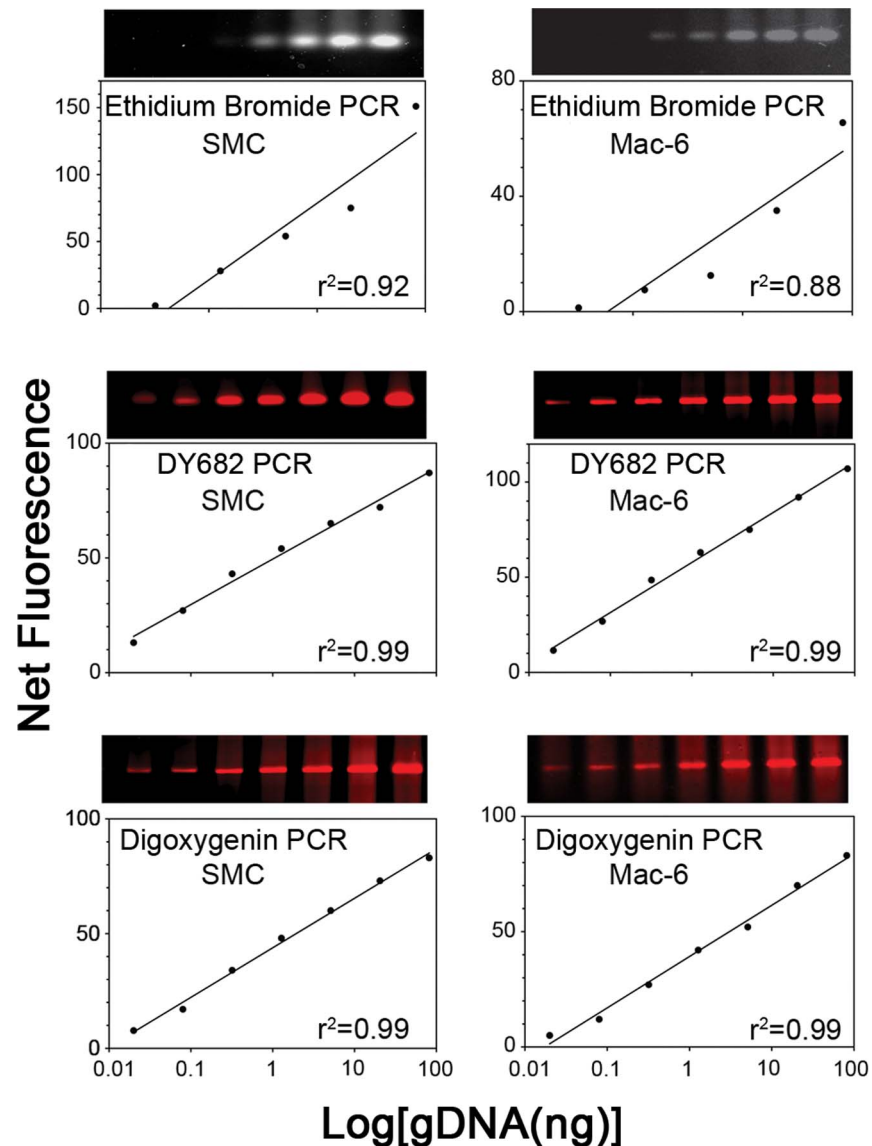 150
100
50
0
Ethidium Bromide PCR
SMC
r²=0.92
80
40
0
Ethidium Bromide PCR
Mac-6
r²=0.88
Net Fluorescence
100
50
0
DY682 PCR
SMC
r²=0.99
100
50
0
DY682 PCR
Mac-6
r²=0.99
100
50
0
Digoxygenin PCR
SMC
r²=0.99
0.01 0.1 1 10 100
100
50
0
Digoxygenin PCR
Mac-6
r²=0.99
0.01 0.1 1 10 100
Log[gDNA(ng)]